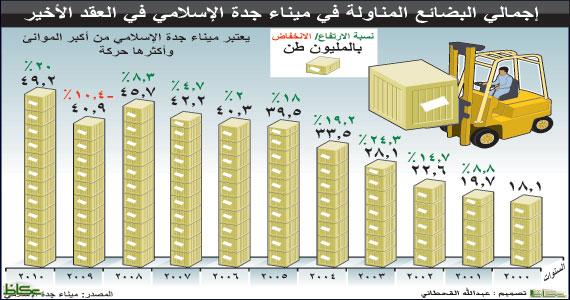 إجمالي البضائع المناولة في ميناء جدة الإسلامي في العقد الأخير
يعتبر ميناء جدة الإسلامي من أكبر الموانئ
وأكثرها حركة
نسبة الارتفاع/ الانخفاض
بالمليون طن
٪٢٠
٤٩,٢
٪١٠,٤-
٤٠,٩
٪٨,٣
٤٥,٧
٪٤,٧
٤٢,٢
٪٢
٤٠,٣
٪١٨
٣٩,٥
٪١٩,٢
٣٣,٥
٪٢٤,٣
٢٨,١
٪١٤,٧
٢٢,٦
٪٨,٨
١٩,٧
١٨,١
٢٠١٠ ٢٠٠٩ ٢٠٠٨ ٢٠٠٧ ٢٠٠٦ ٢٠٠٥ ٢٠٠٤ ٢٠٠٣ ٢٠٠٢ ٢٠٠١ ٢٠٠٠ السنوات
عكاظ تصميم : عبدالله القحطاني
المصدر: ميناء جدة الإسلامي
عكاظ